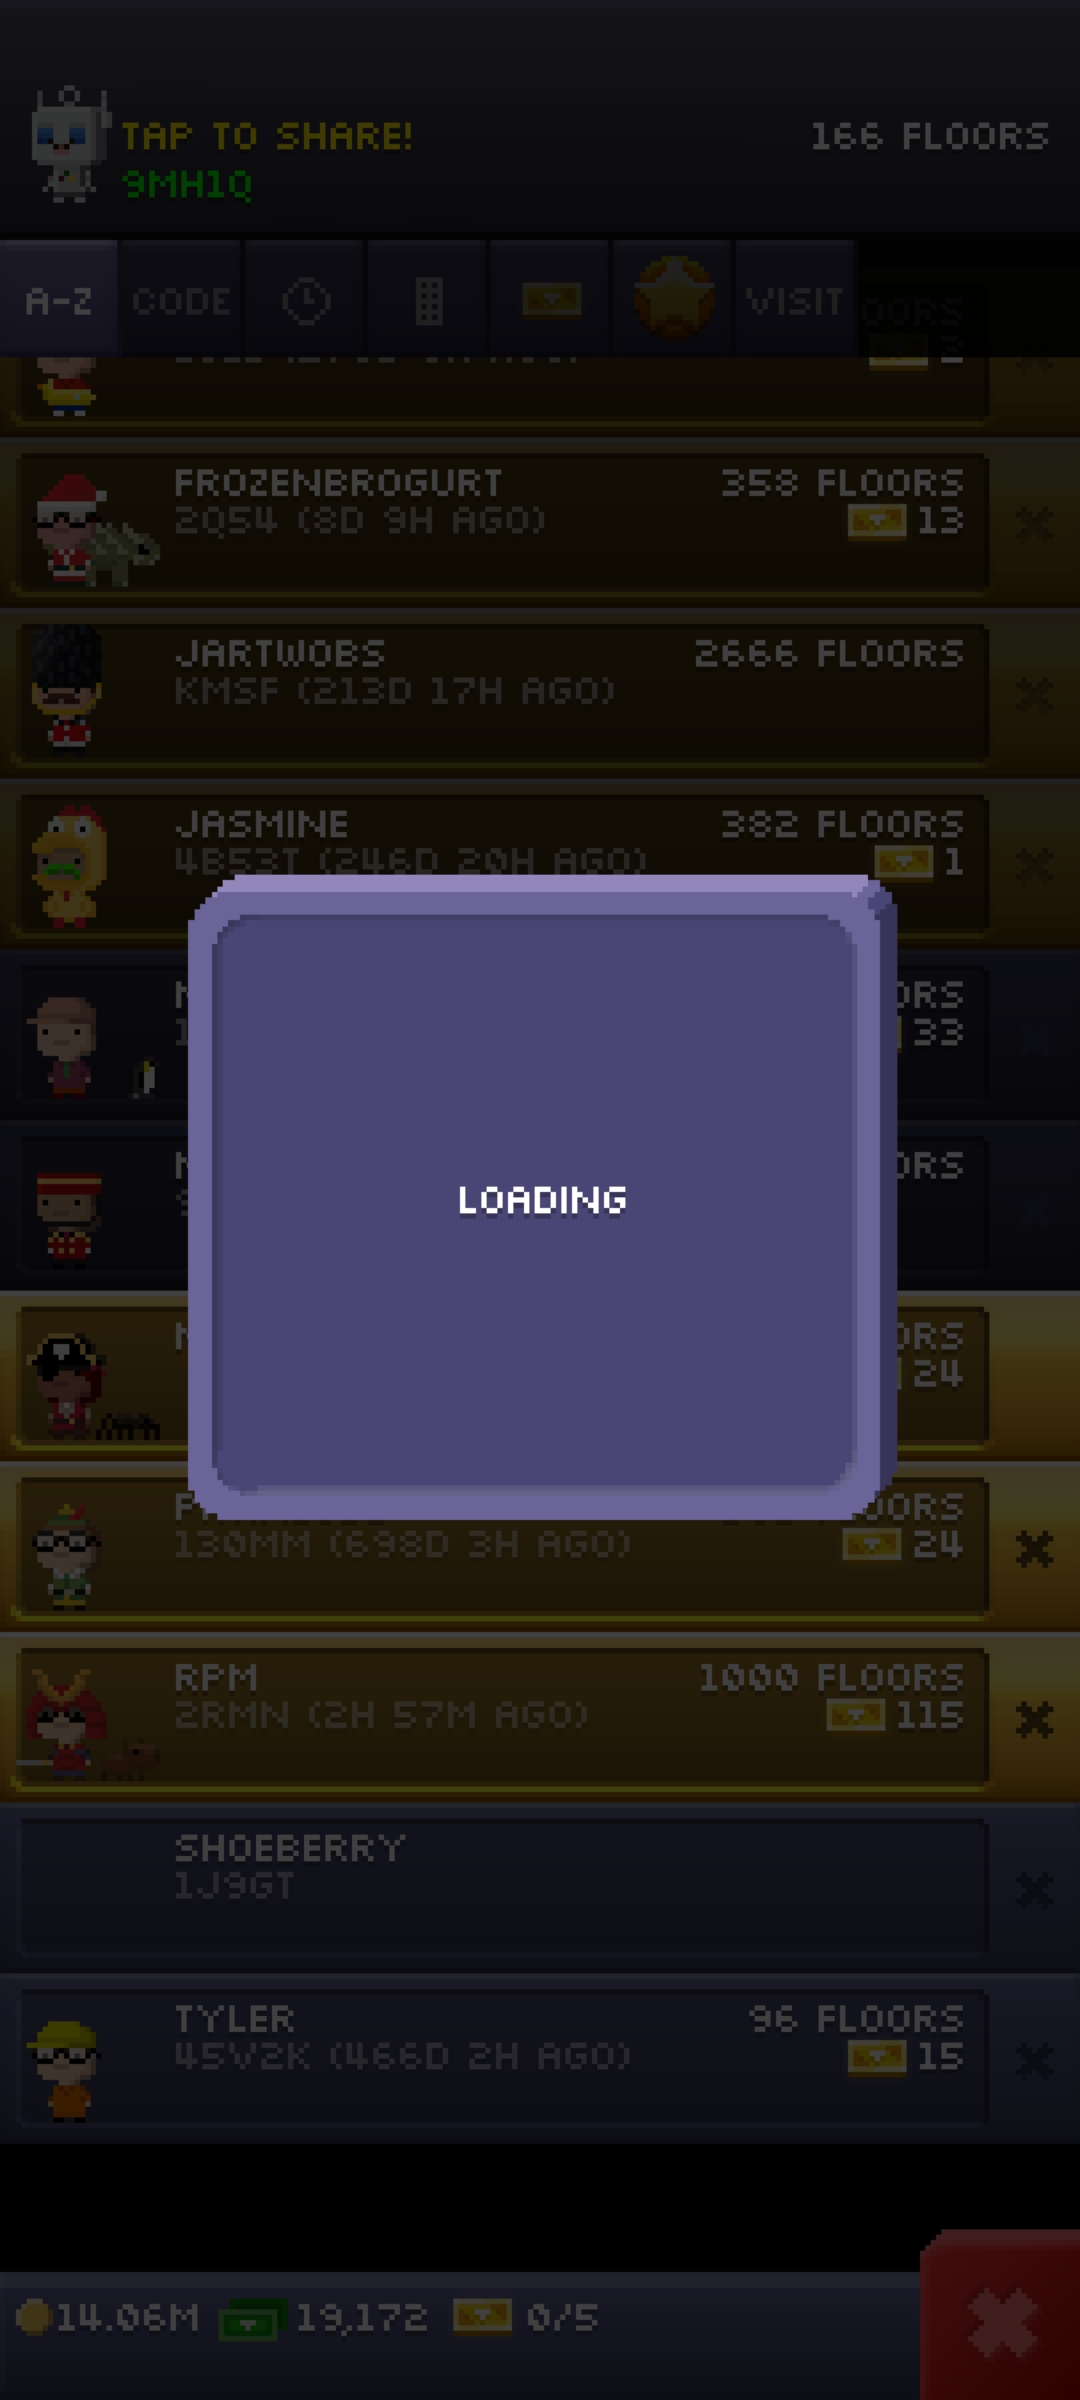 TAP TO SHARE!
166 FLOORS
9MH1Q
A-Z
CODE
VISIT
2
FROZENBROGURT
358 FLOORS
2Q54 (8D 9H AGO)
13
JARTWOBS
2666 FLOORS
KMSF (213D 17H AGO)
JASMINE
382 FLOORS
4B53T (246D 20H AGO)
1
33
24
LOADING
130MM (698D 3H AGO)
24
RPM
1000 FLOORS
2RMN (2H 57M AGO)
115
SHOEBERRY
1J9GT
TYLER
96 FLOORS
45V2K (466D 2H AGO)
15
14.06M
19,172
0/5